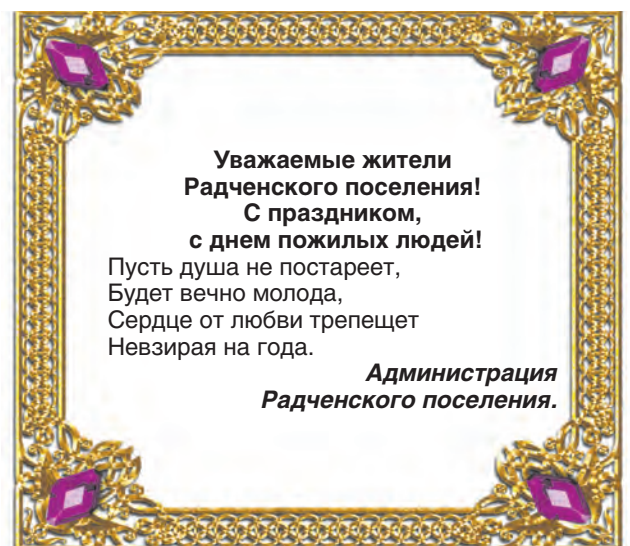 Уважаемые жители
Радченского поселения!
С праздником,
с днем пожилых людей!
Пусть душа не постареет,
Будет вечно молода,
Сердце от любви трепещет
Невзирая на года.
Администрация
Радченского поселения.